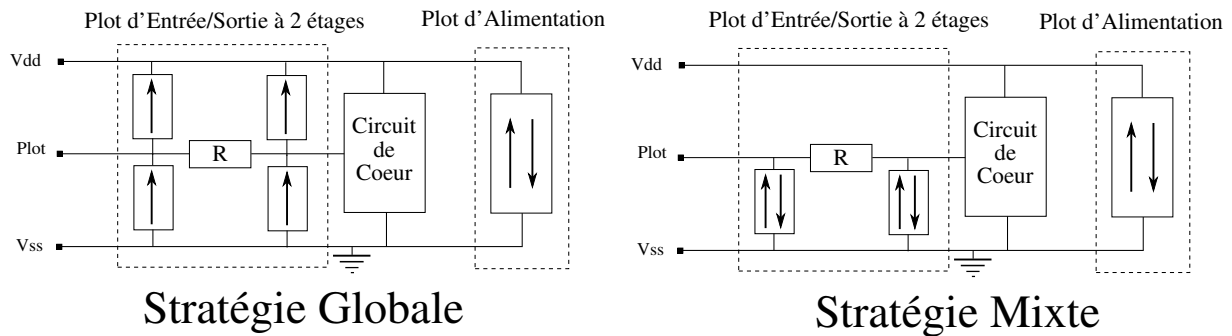 Plot d'Entrée/Sortie à 2 étages
Plot d'Alimentation
Vdd
Plot
R
Circuit
de
Coeur
Vss
Stratégie Globale
Plot d'Entrée/Sortie à 2 étages
Plot d'Alimentation
Vdd
Plot
R
Circuit
de
Coeur
Vss
Stratégie Mixte